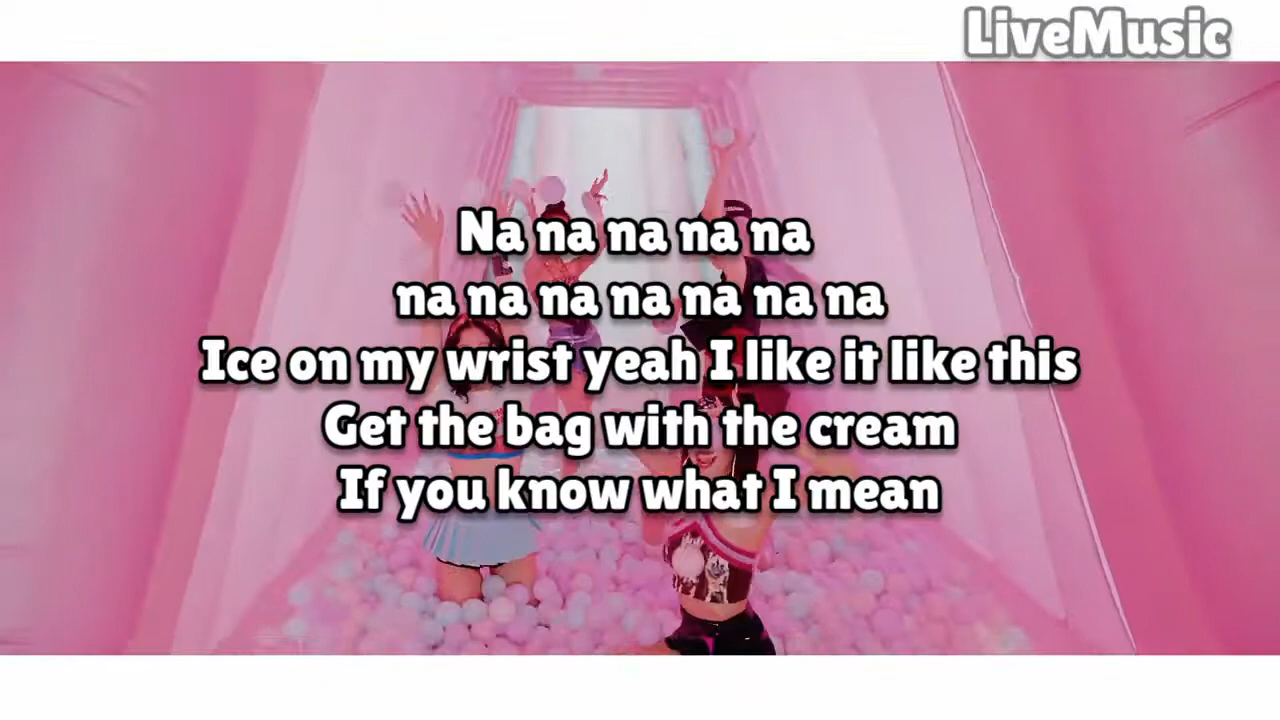 LiveMusic
Na na na na na
na na na na na na na
Ice on my wrist yeah I like it like this
Get the bag with the cream
If you know what I mean